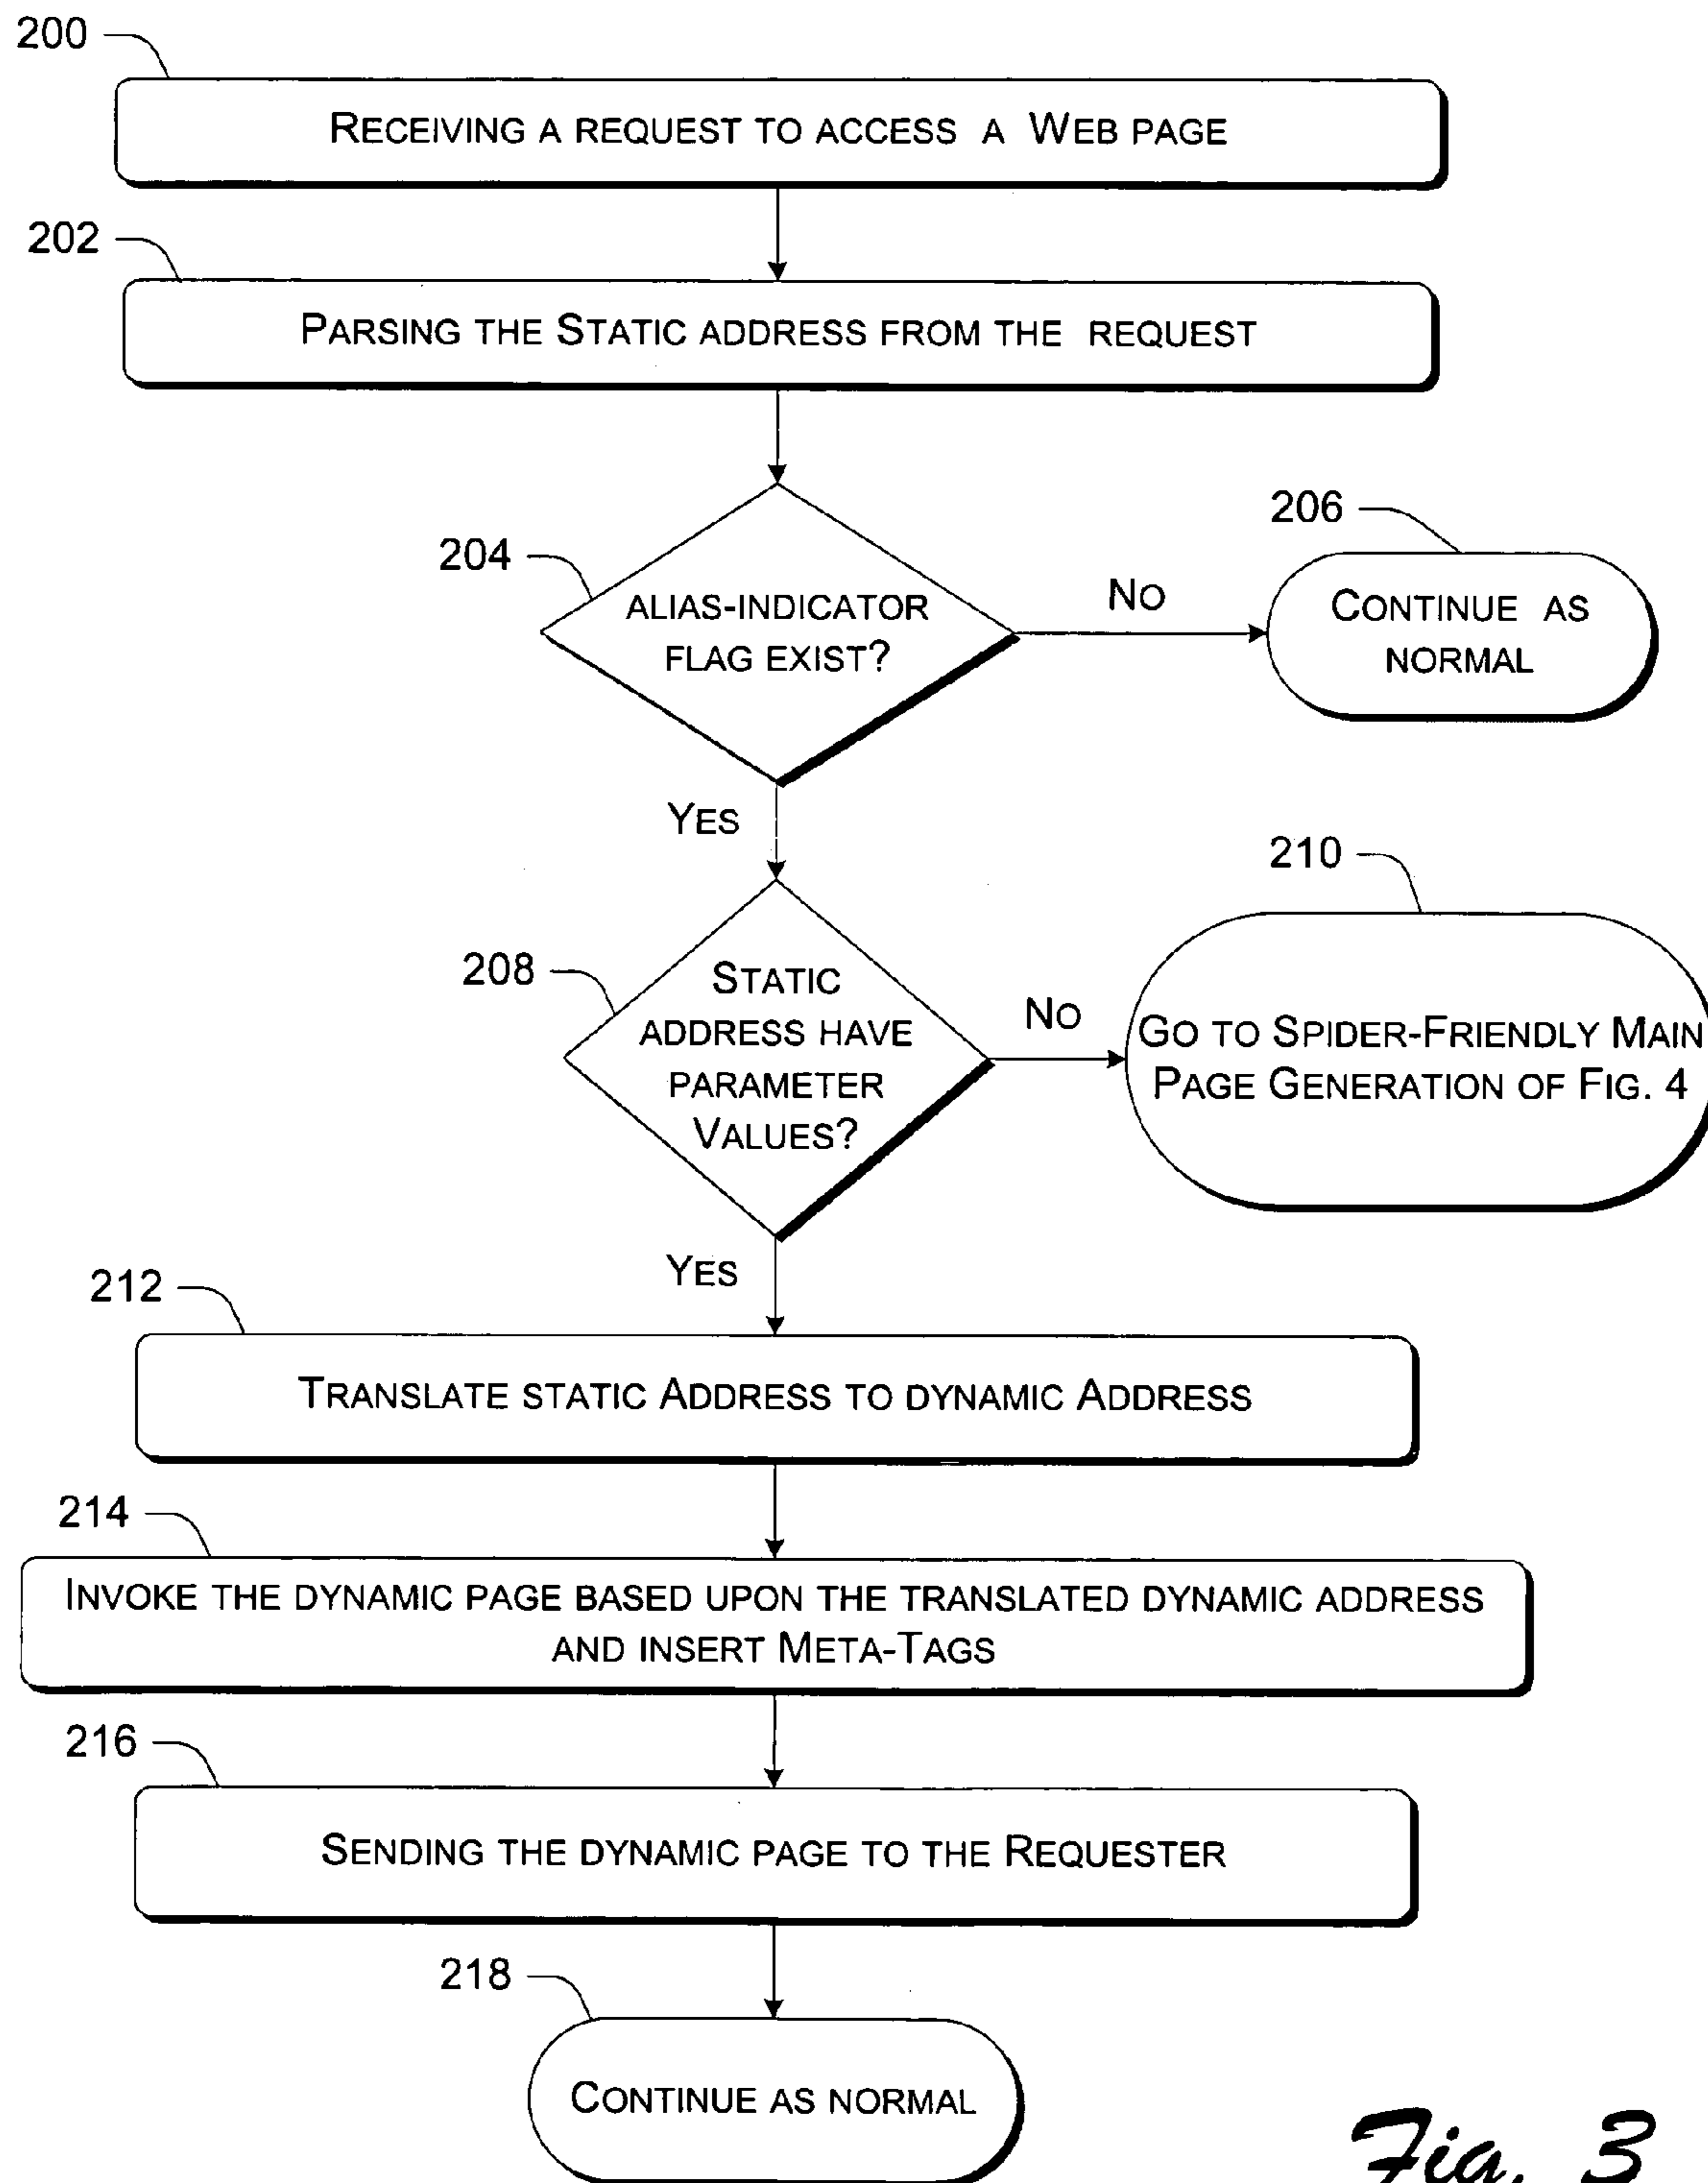 200
RECEIVING A REQUEST TO ACCESS A WEB PAGE
202
PARSING THE STATIC ADDRESS FROM THE REQUEST
204
ALIAS-INDICATOR
FLAG EXIST?
NO
206
CONTINUE AS
NORMAL
YES
208
STATIC
ADDRESS HAVE
PARAMETER
VALUES?
NO
210
GO TO SPIDER-FRIENDLY MAIN
PAGE GENERATION OF FIG. 4
YES
212
TRANSLATE STATIC ADDRESS TO DYNAMIC ADDRESS
214
INVOKE THE DYNAMIC PAGE BASED UPON THE TRANSLATED DYNAMIC ADDRESS
AND INSERT META-TAGS
216
SENDING THE DYNAMIC PAGE TO THE REQUESTER
218
CONTINUE AS NORMAL
Fig. 3